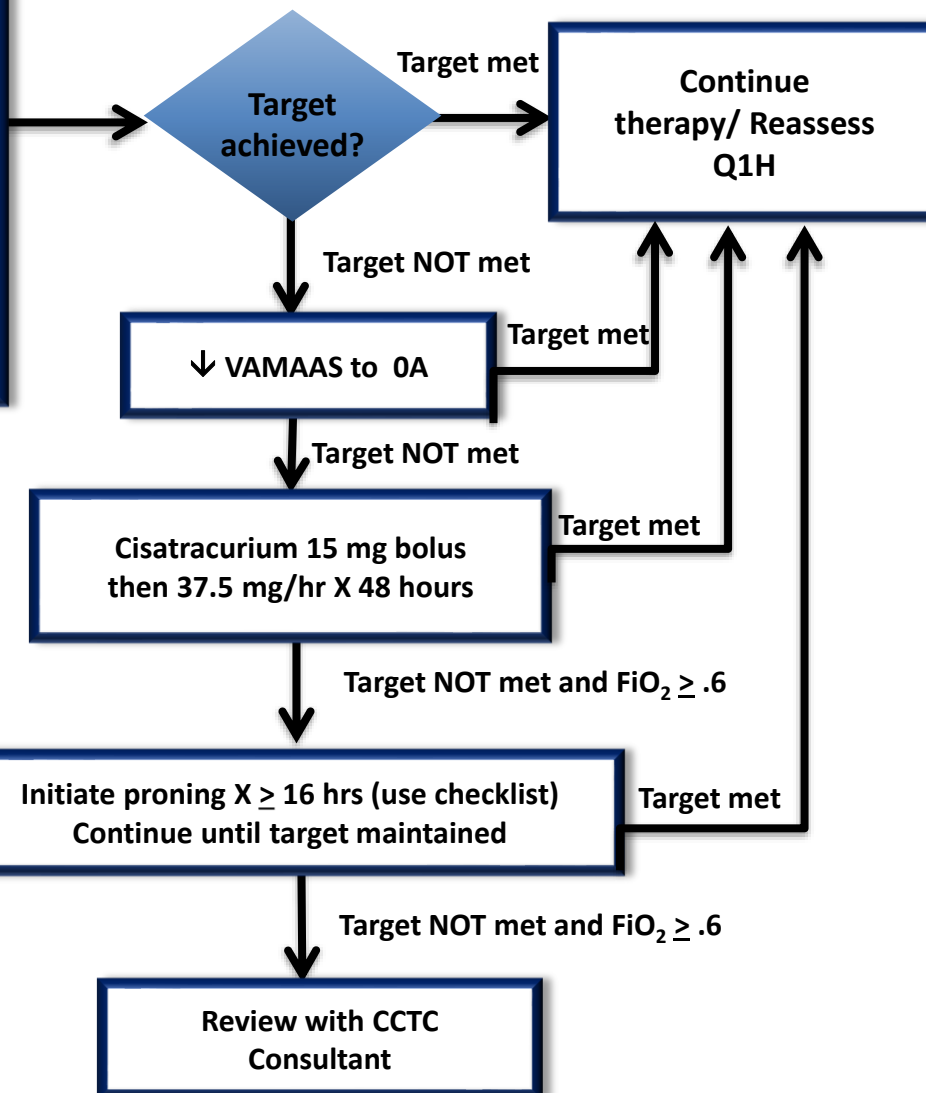 Target met
Target
achieved?
Continue
therapy/ Reassess
Q1H
Target NOT met
Target met
↓ VAMAAS to  0A
Target NOT met
Target met
Cisatracurium 15 mg bolus
then 37.5 mg/hr X 48 hours
Target NOT met and FiO₂ ≥ .6
Initiate proning X ≥ 16 hrs (use checklist)
Continue until target maintained
Target met
Target NOT met and FiO₂ ≥ .6
Review with CCTC
Consultant